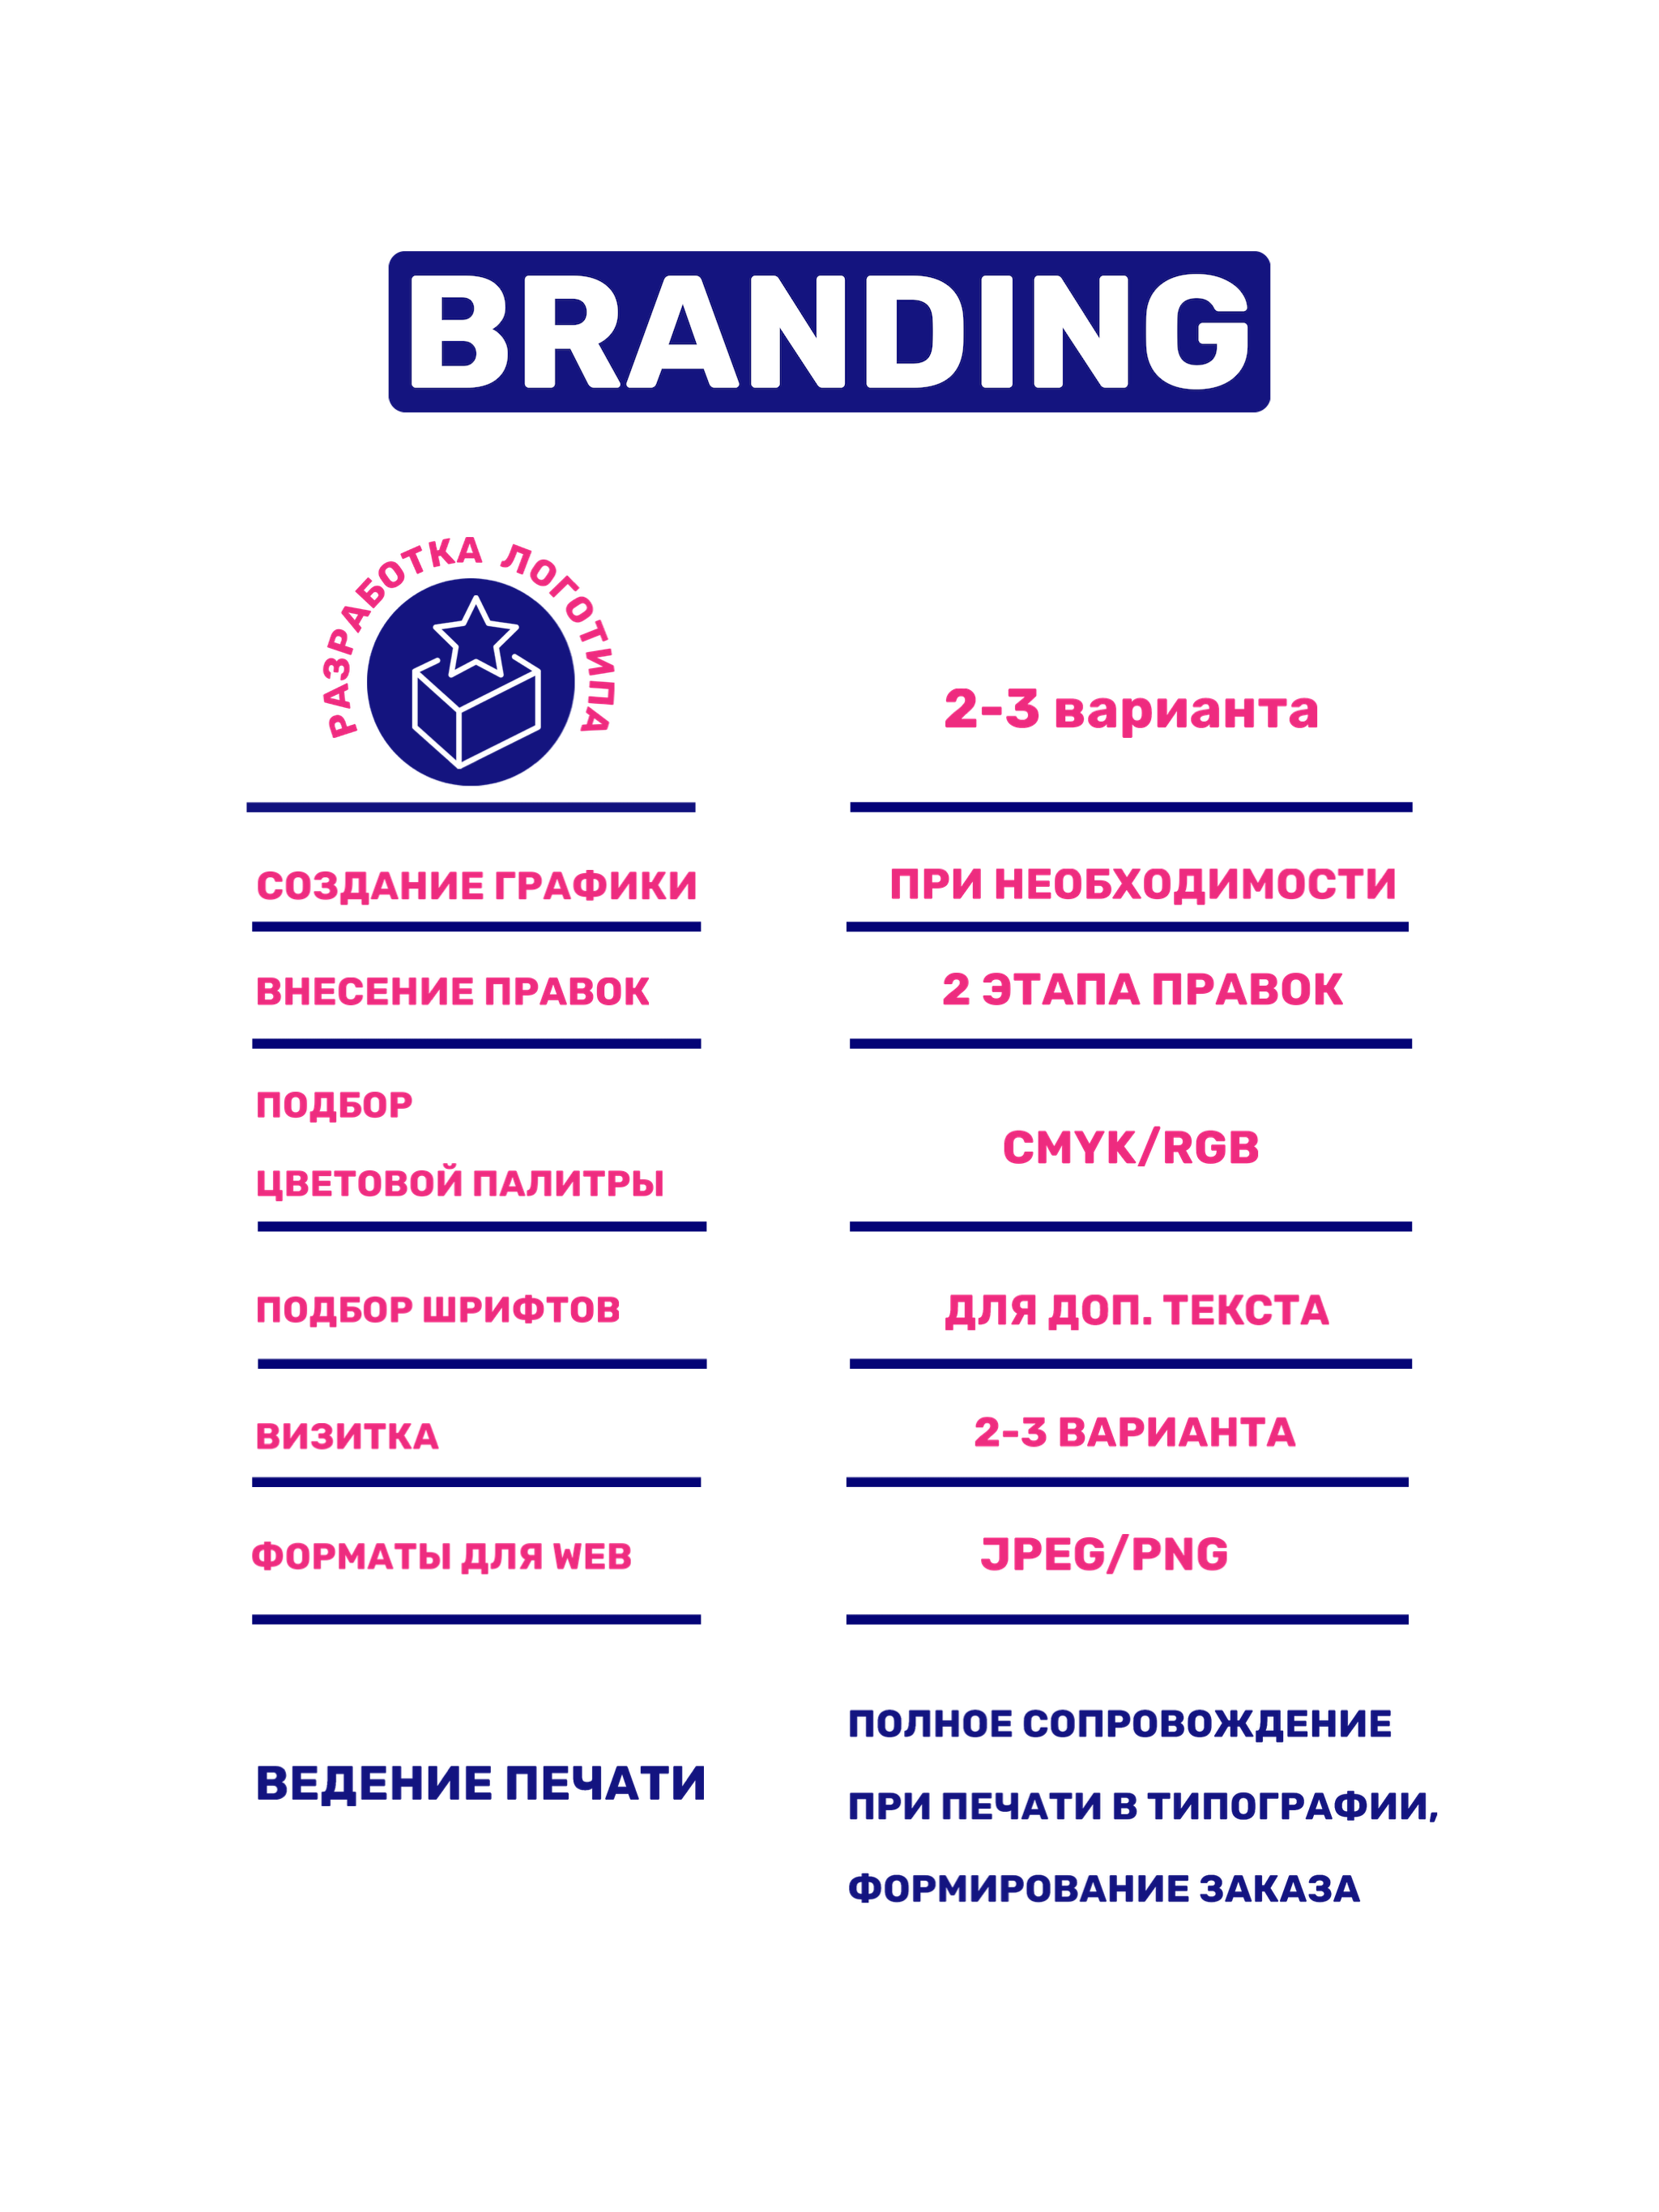 BRANDING
РАЗРАБОТКА ЛОГОТИПА
2-3 варианта
СОЗДАНИЕ ГРАФИКИ
ПРИ НЕОБХОДИМОСТИ
ВНЕСЕНИЕ ПРАВОК
2 ЭТАПА ПРАВОК
ПОДБОР
ЦВЕТОВОЙ ПАЛИТРЫ
CMYK/RGB
ПОДБОР ШРИФТОВ
ДЛЯ ДОП. ТЕКСТА
ВИЗИТКА
2-3 ВАРИАНТА
ФОРМАТЫ ДЛЯ WEB
JPEG/PNG
ВЕДЕНИЕ ПЕЧАТИ
ПОЛНОЕ СОПРОВОЖДЕНИЕ
ПРИ ПЕЧАТИ В ТИПОГРАФИИ,
ФОРМИРОВАНИЕ ЗАКАЗА